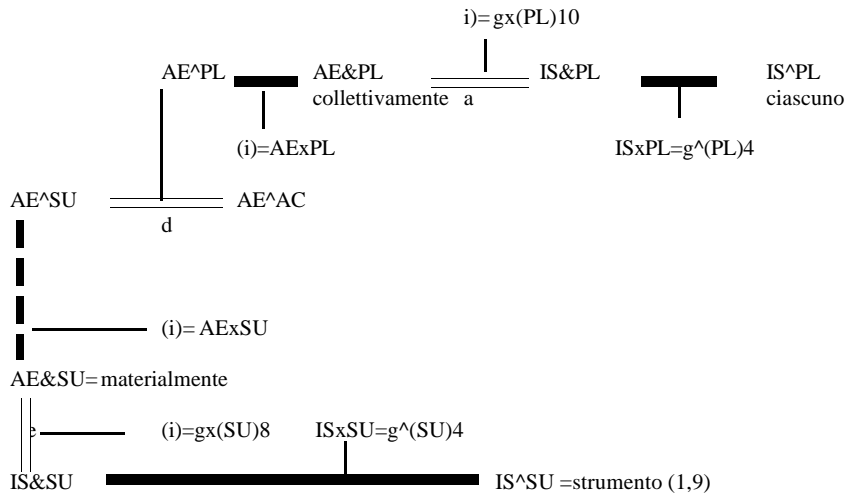 i)= gx(PL)10
AE^PL AE&PL IS&PL IS^PL
collettivamente a ciascuno
(i)=AExPL ISxPL=g^(PL)4
AE^SU AE^AC
d
(i)= AExSU
AE&SU= materialmente
e (i)=gx(SU)8 ISxSU=g^(SU)4
IS&SU IS^SU =strumento (1,9)